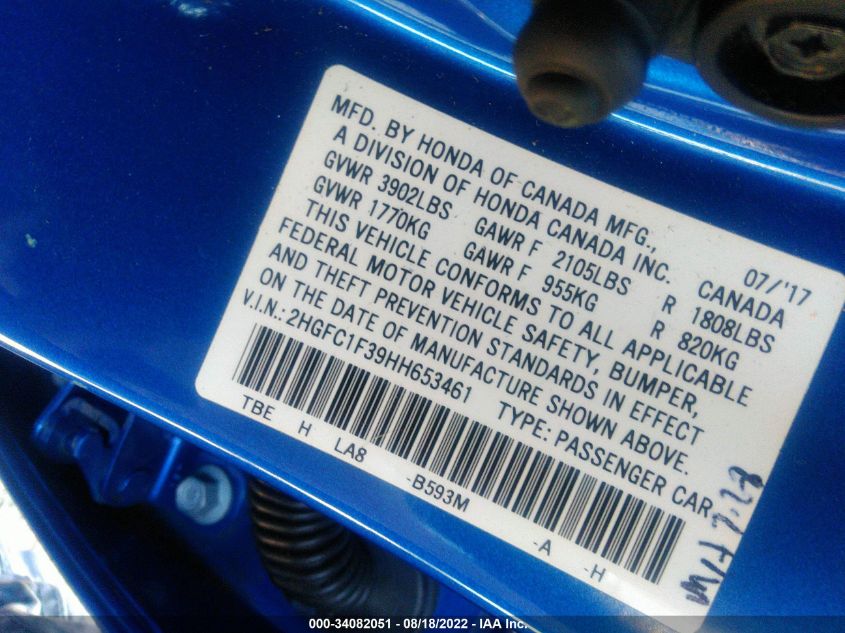 MFD. BY HONDA OF CANADA MFG., 07/'17
A DIVISION OF HONDA CANADA INC. CANADA
GVWR 3902LBS GAWR F 2105LBS R 1808LBS
GVWR 1770KG GAWR F 955KG R 820KG
THIS VEHICLE CONFORMS TO ALL APPLICABLE
FEDERAL MOTOR VEHICLE SAFETY, BUMPER,
AND THEFT PREVENTION STANDARDS IN EFFECT
ON THE DATE OF MANUFACTURE SHOWN ABOVE.
V.I.N.: 2HGFC1F39HH653461 TYPE: PASSENGER CAR
TBE H LA8 -B593M -A -H
000-34082051 - 08/18/2022 - IAA Inc.